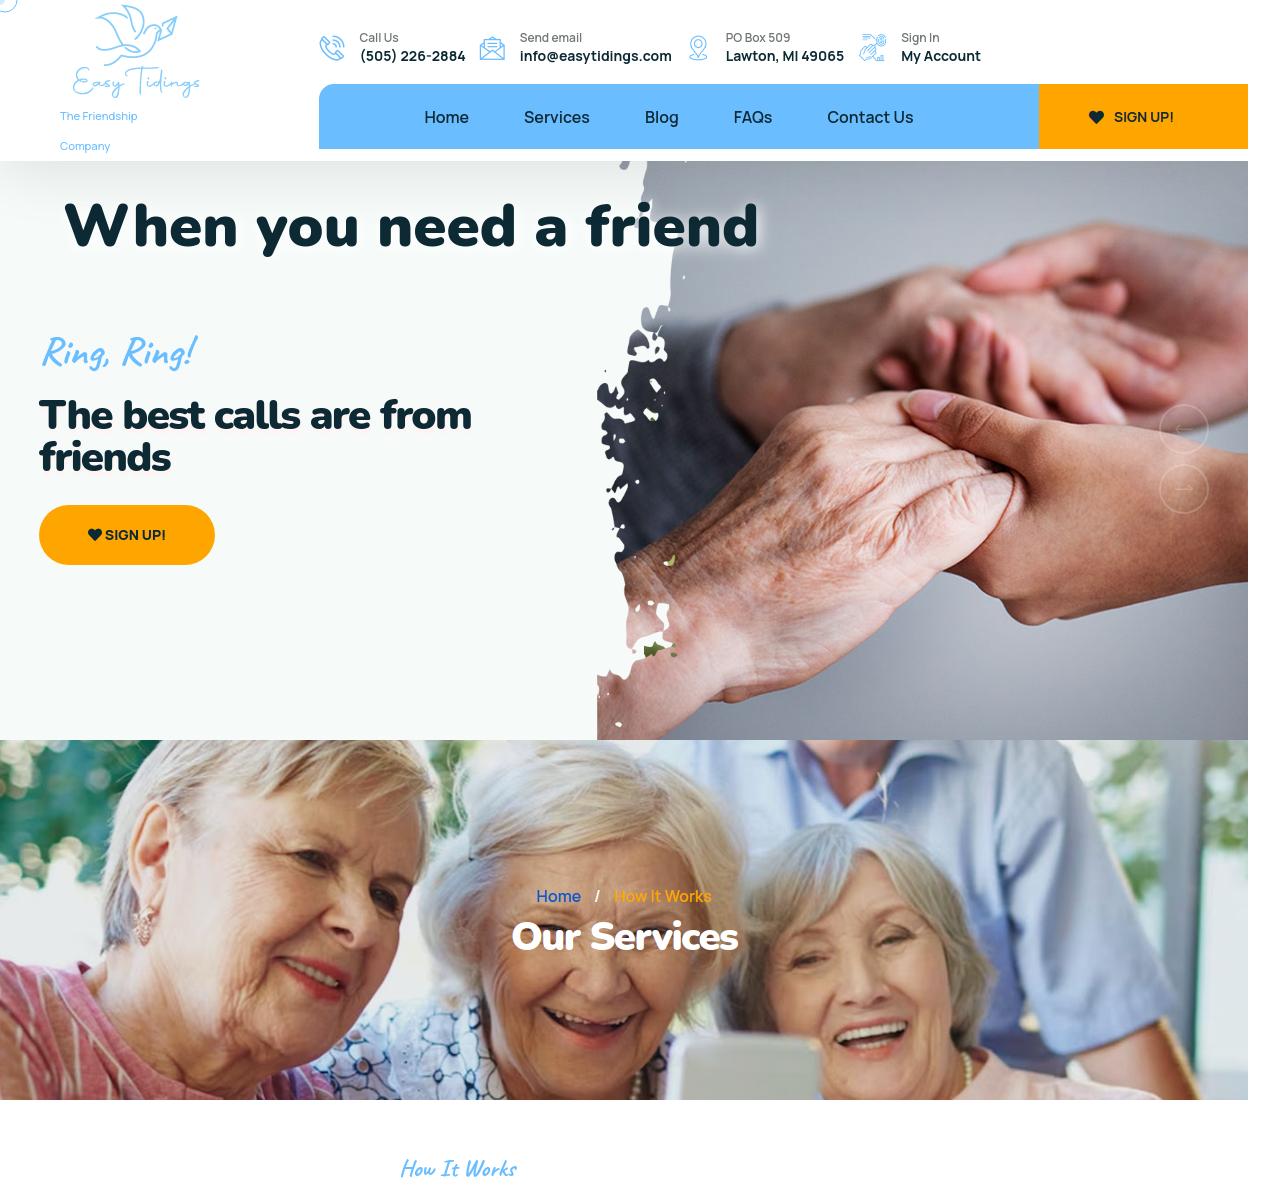 Easy Tidings
The Friendship
Company
Call Us
(505) 226-2884
Send email
info@easytidings.com
PO Box 509
Lawton, MI 49065
Sign In
My Account
Home
Services
Blog
FAQs
Contact Us
SIGN UP!
When you need a friend
Ring, Ring!
The best calls are from
friends
SIGN UP!
Home / How It Works
Our Services
How It Works